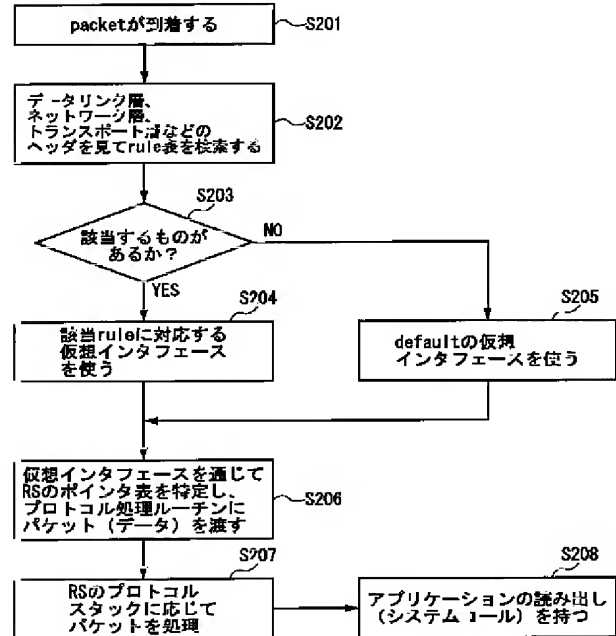 packetが到着する
S201
データリンク層、
ネットワーク層、
トランスポート層などの
ヘッダを見てrule表を検索する
S202
S203
該当するものが
あるか?
NO
YES
S204
該当ruleに対応する
仮想インタフェース
を使う
S205
defaultの仮想
インタフェースを使う
仮想インタフェースを通じて
RSのポインタ表を特定し、
プロトコル処理ルーチンに
パケット(データ)を渡す
S206
S207
RSのプロトコル
スタックに応じて
パケットを処理
S208
アプリケーションの読み出し
(システムコール)を持つ